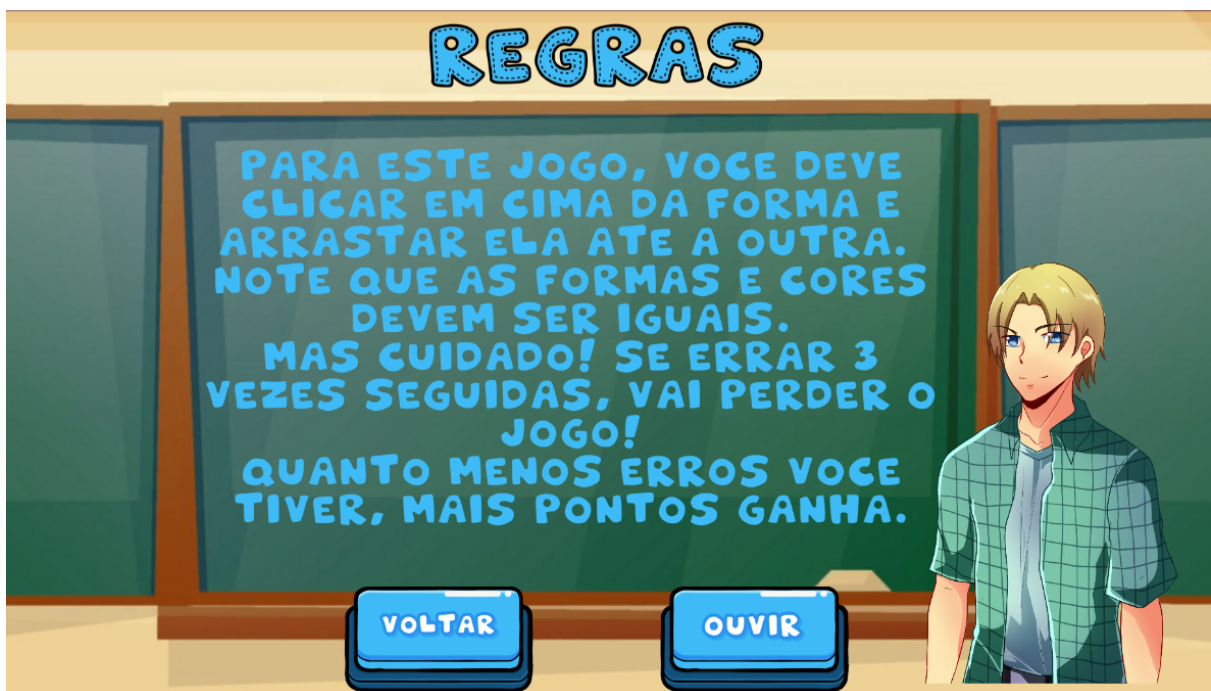 REGRAS
PARA ESTE JOGO, VOCE DEVE
CLICAR EM CIMA DA FORMA E
ARRASTAR ELA ATE A OUTRA.
NOTE QUE AS FORMAS E CORES
DEVEM SER IGUAIS.
MAS CUIDADO! SE ERRAR 3
VEZES SEGUIDAS, VAI PERDER O
JOGO!
QUANTO MENOS ERROS VOCE
TIVER, MAIS PONTOS GANHA.
VOLTAR
OUVIR